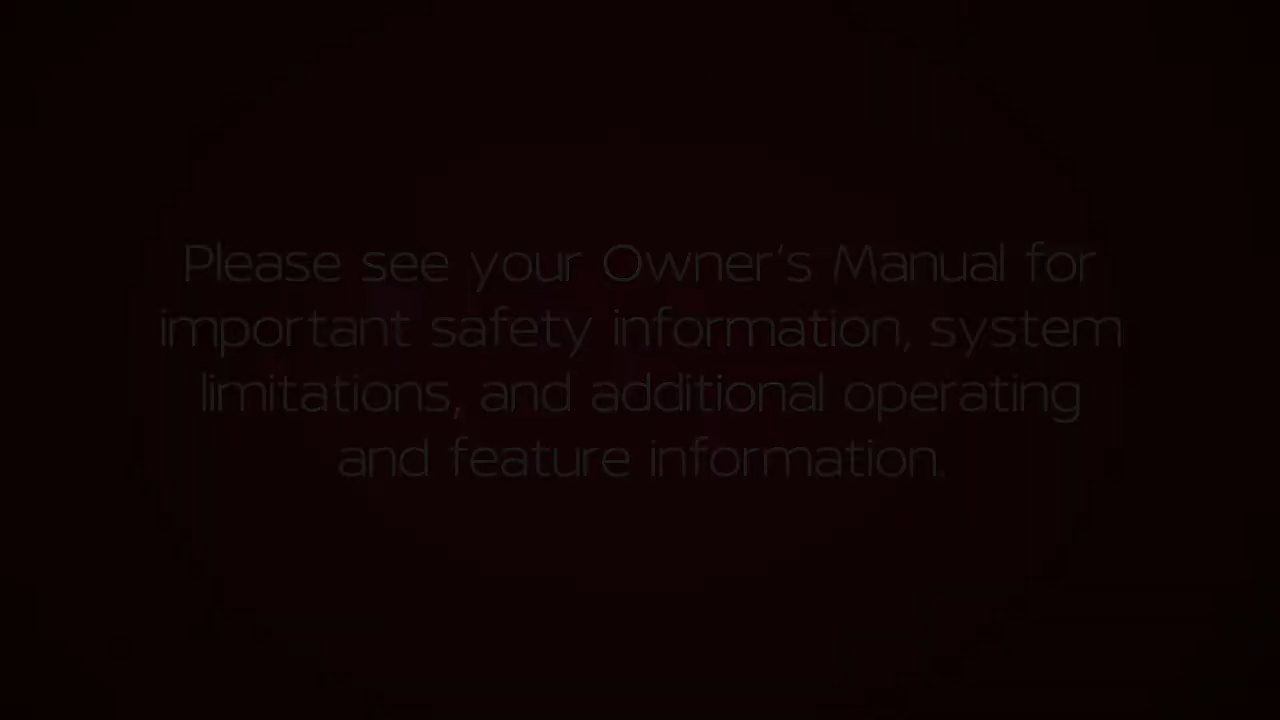 Please see your Owner's Manual for
important safety information, system
limitations, and additional operating
and feature information.